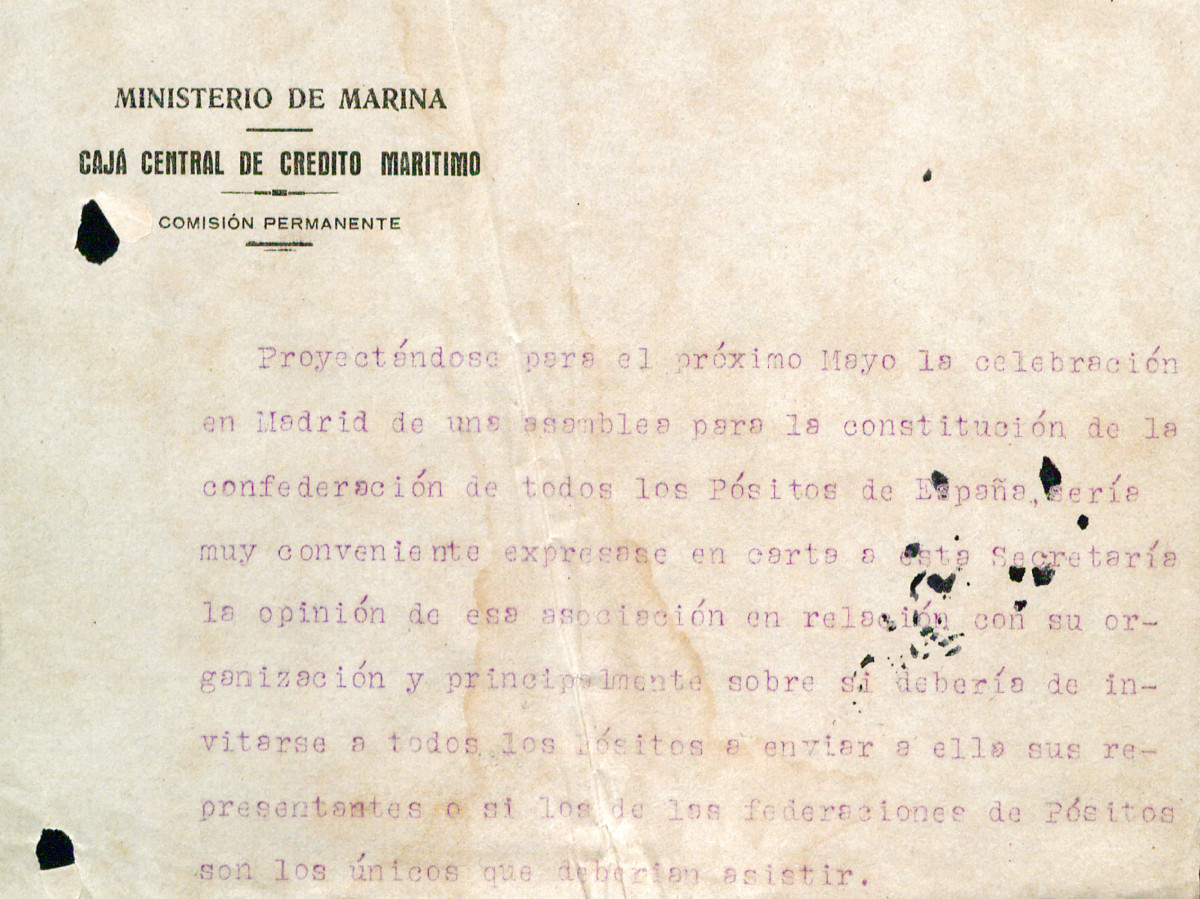 MINISTERIO DE MARINA
CAJA CENTRAL DE CREDITO MARITIMO
COMISIÓN PERMANENTE
Proyectándose para el próximo Mayo la celebración
en Madrid de una asamblea para la constitución de la
confederación de todos los Pósitos de España, sería
muy conveniente expresase en carta a esta Secretaría
la opinión de esa asociación en relación con su or-
ganización y principalmente sobre si debería de in-
vitarse a todos los Pósitos a enviar a ella sus re-
presentantes o si los de las federaciones de Pósitos
son los únicos que deberian asistir.